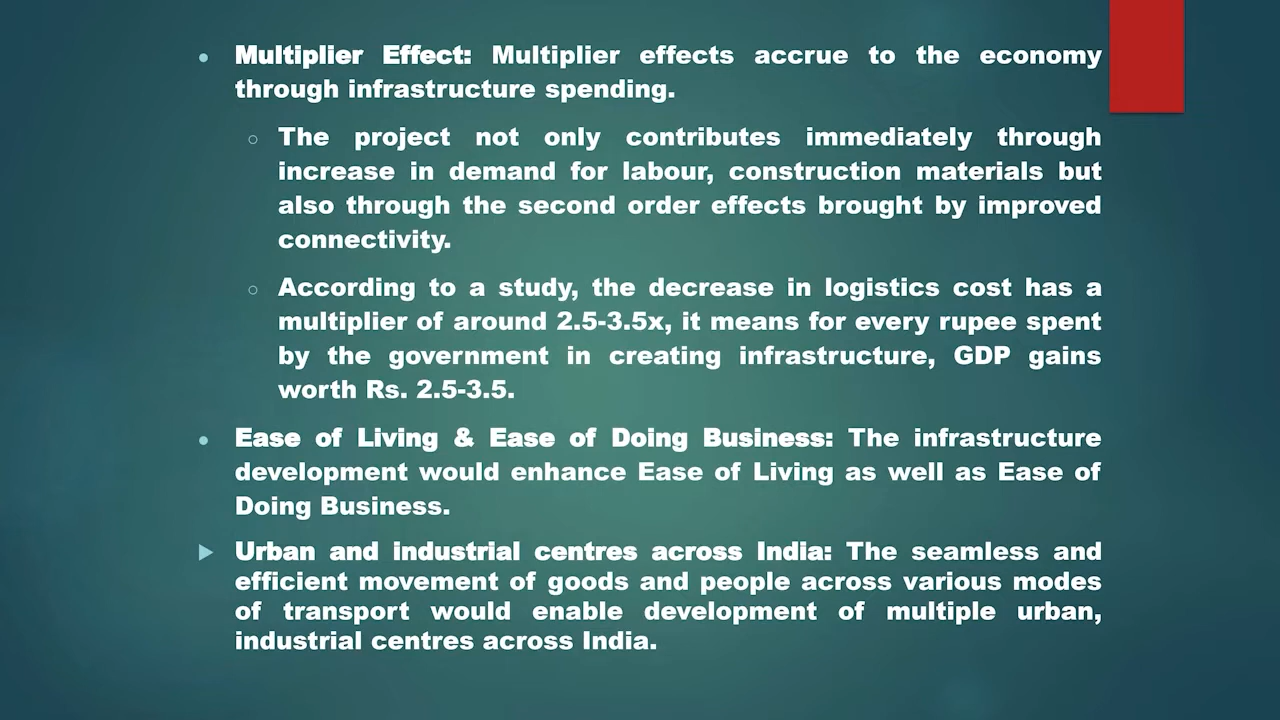 • Multiplier Effect: Multiplier effects accrue to the economy
through infrastructure spending.
○ The project not only contributes immediately through
increase in demand for labour, construction materials but
also through the second order effects brought by improved
connectivity.
○ According to a study, the decrease in logistics cost has a
multiplier of around 2.5-3.5x, it means for every rupee spent
by the government in creating infrastructure, GDP gains
worth Rs. 2.5-3.5.
• Ease of Living & Ease of Doing Business: The infrastructure
development would enhance Ease of Living as well as Ease of
Doing Business.
▶ Urban and industrial centres across India: The seamless and
efficient movement of goods and people across various modes
of transport would enable development of multiple urban,
industrial centres across India.